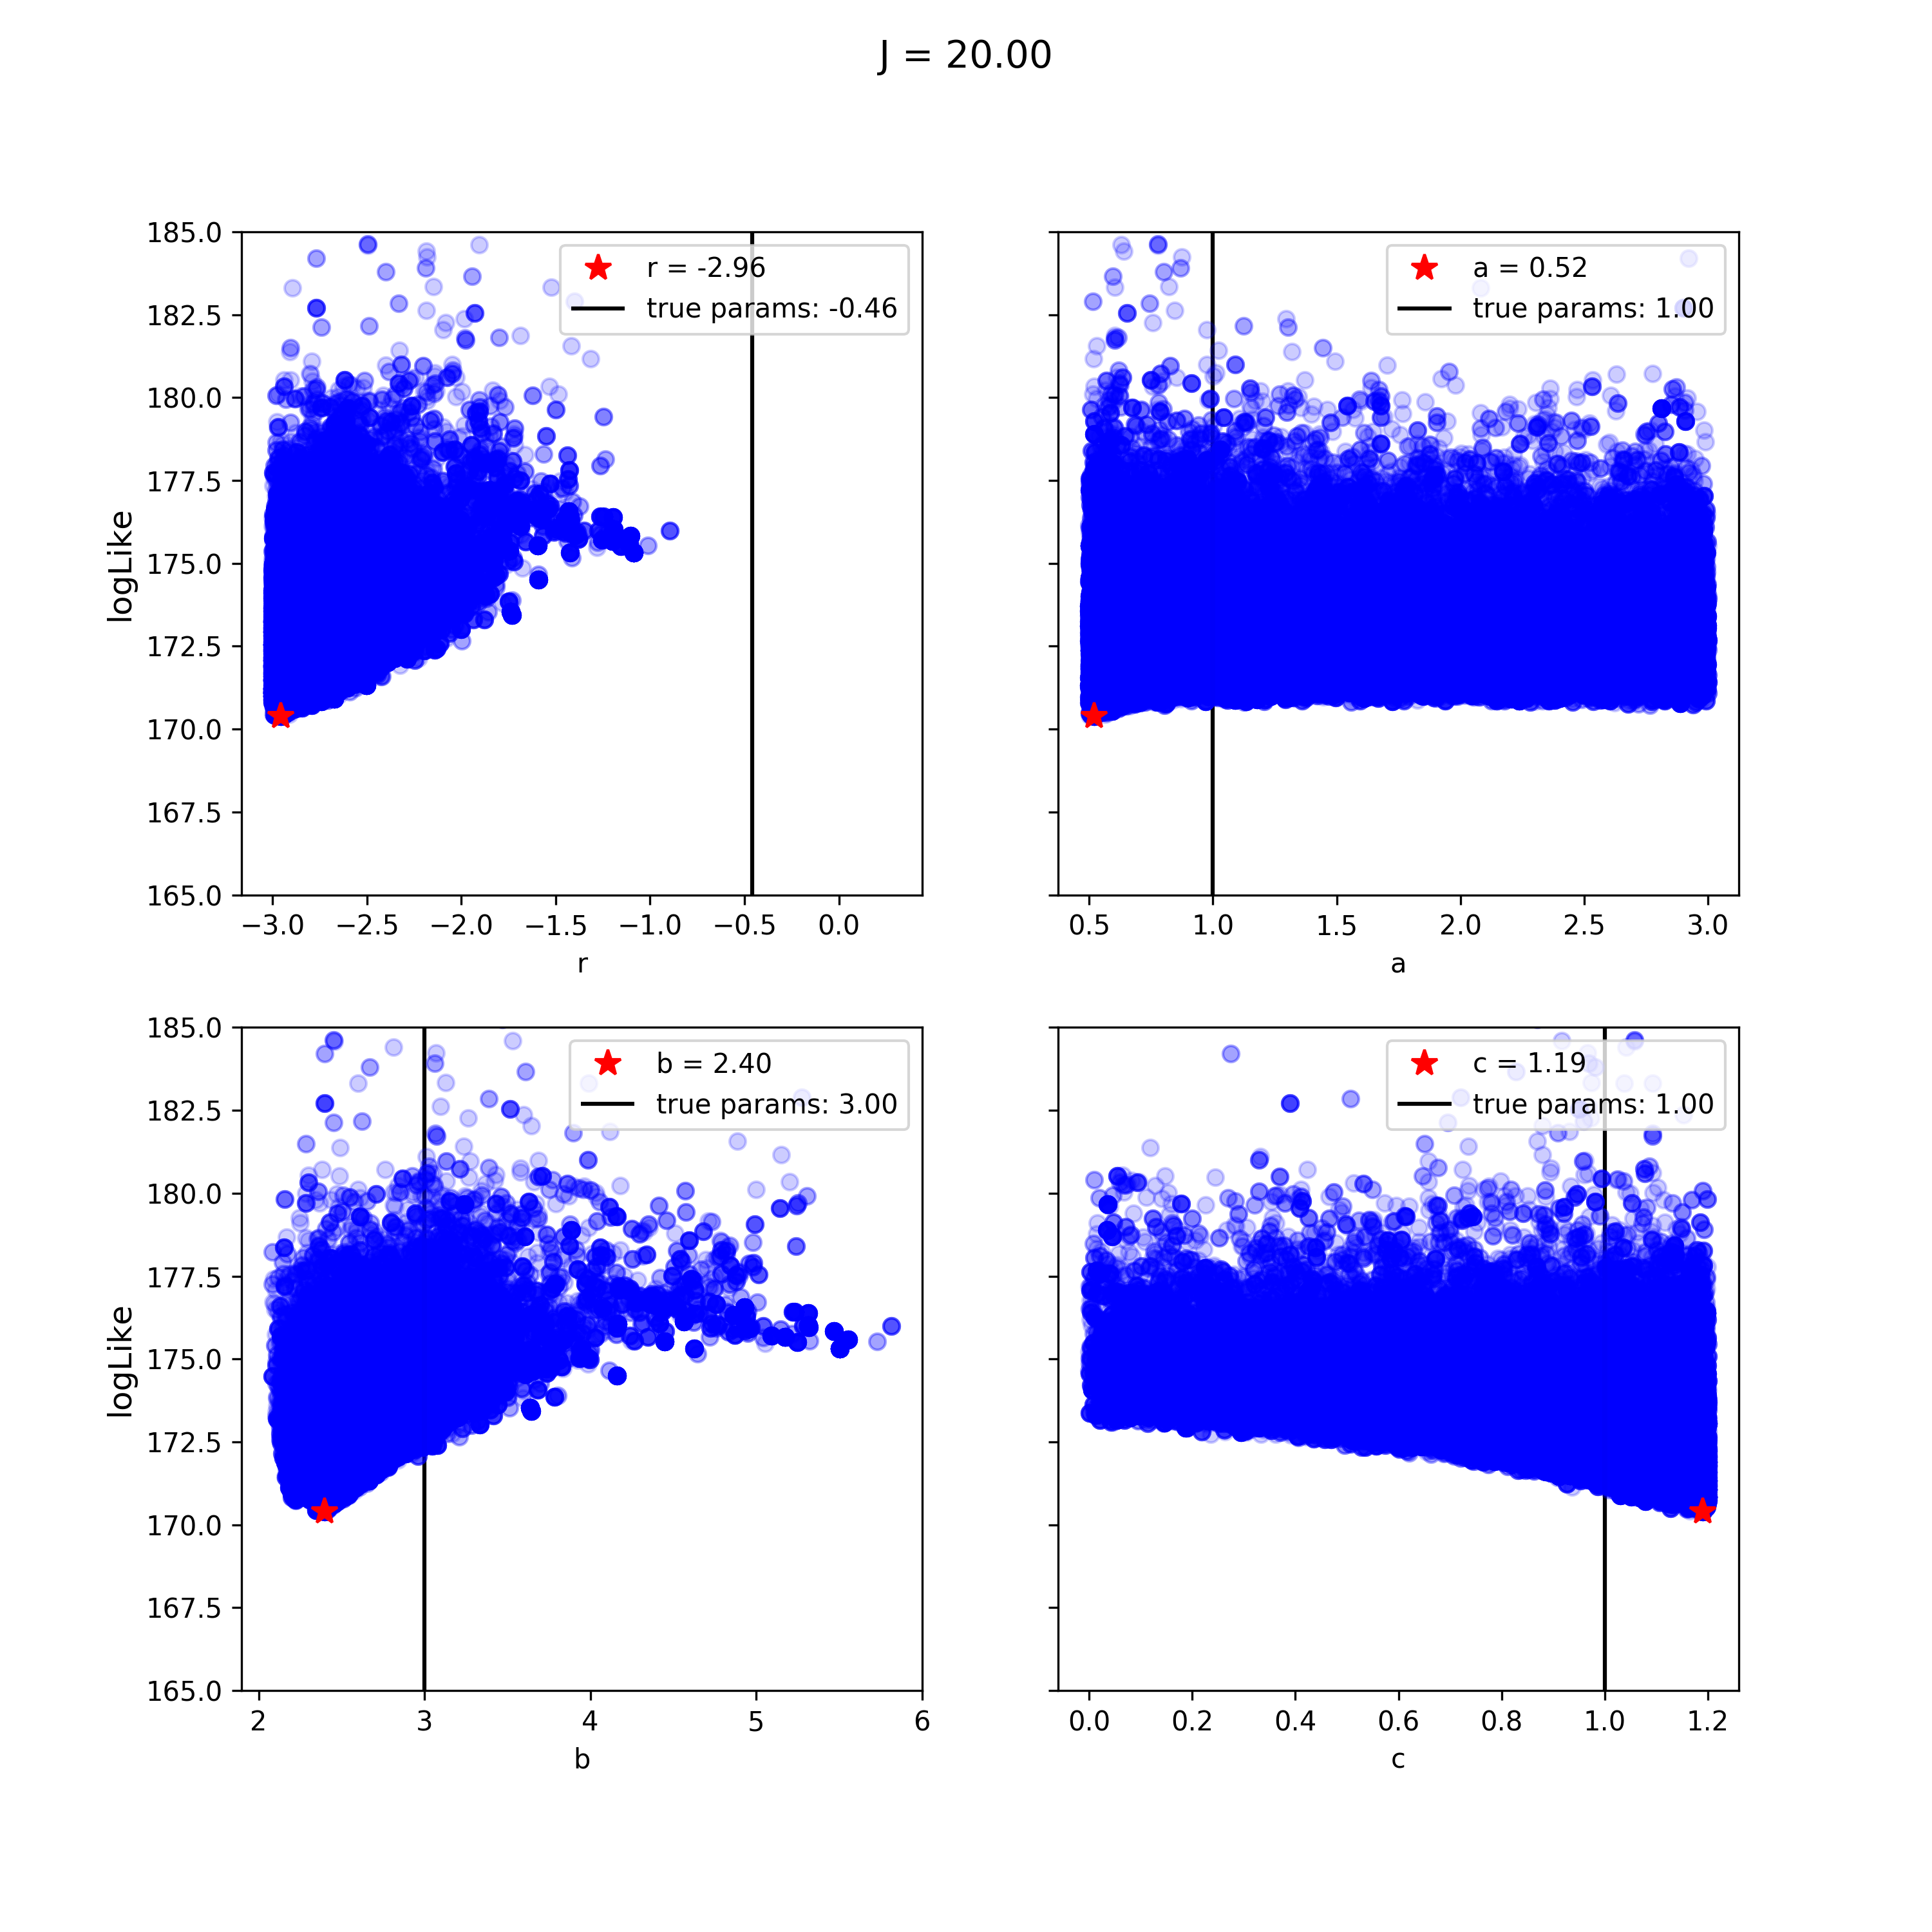 J = 20.00
185.0
182.5
180.0
177.5
175.0
172.5
170.0
167.5
165.0
logLike
r = -2.96
true params: -0.46
−3.0 −2.5 −2.0 −1.5 −1.0 −0.5 0.0
r
a = 0.52
true params: 1.00
0.5 1.0 1.5 2.0 2.5 3.0
a
185.0
182.5
180.0
177.5
175.0
172.5
170.0
167.5
165.0
logLike
b = 2.40
true params: 3.00
2 3 4 5 6
b
c = 1.19
true params: 1.00
0.0 0.2 0.4 0.6 0.8 1.0 1.2
c